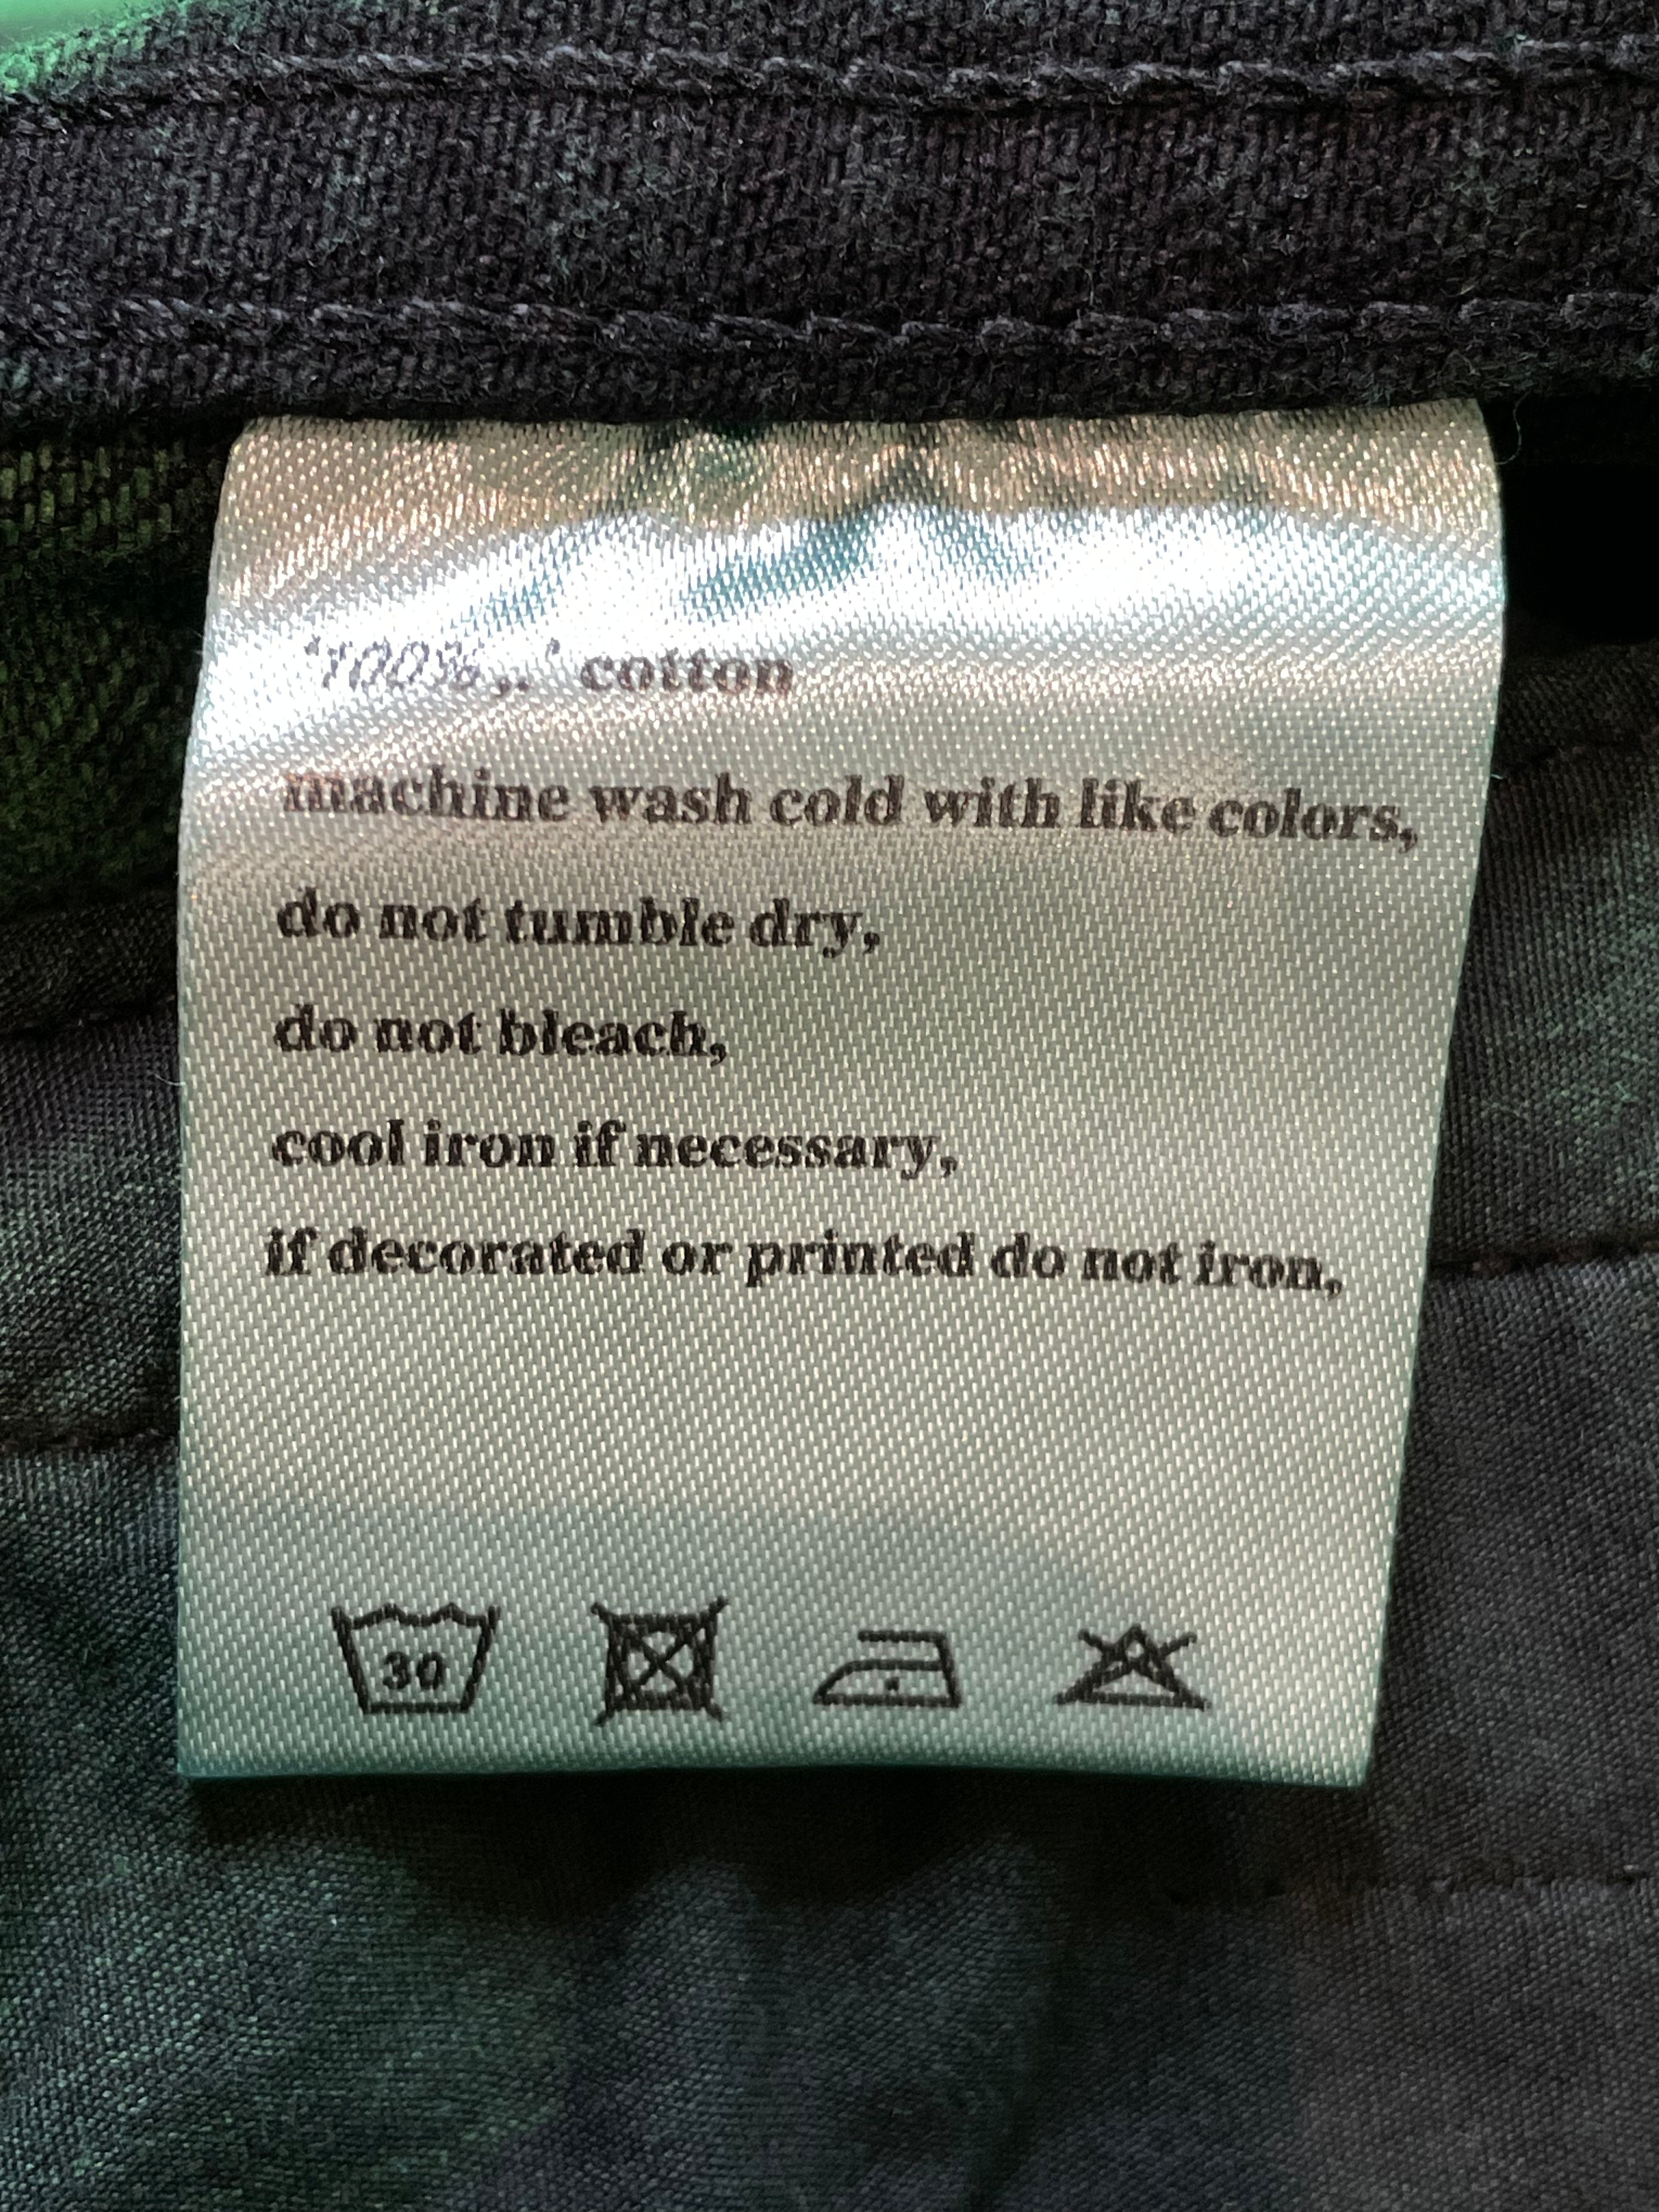 '100%,.' cotton
machine wash cold with like colors,
do not tumble dry,
do not bleach,
cool iron if necessary,
if decorated or printed do not iron,
30